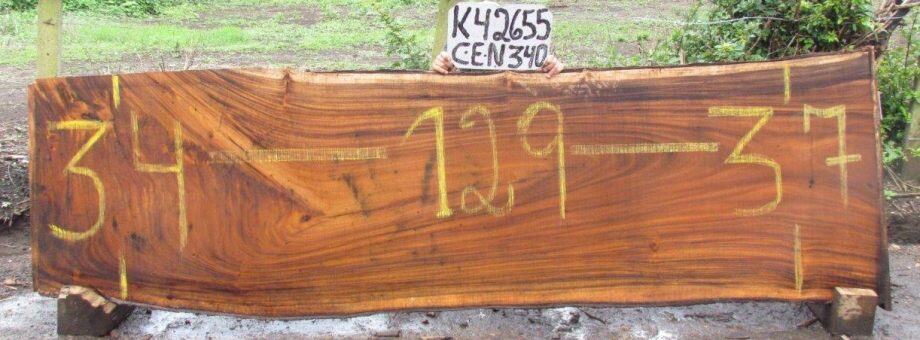 K42655
CEN340
34 — 129 — 37